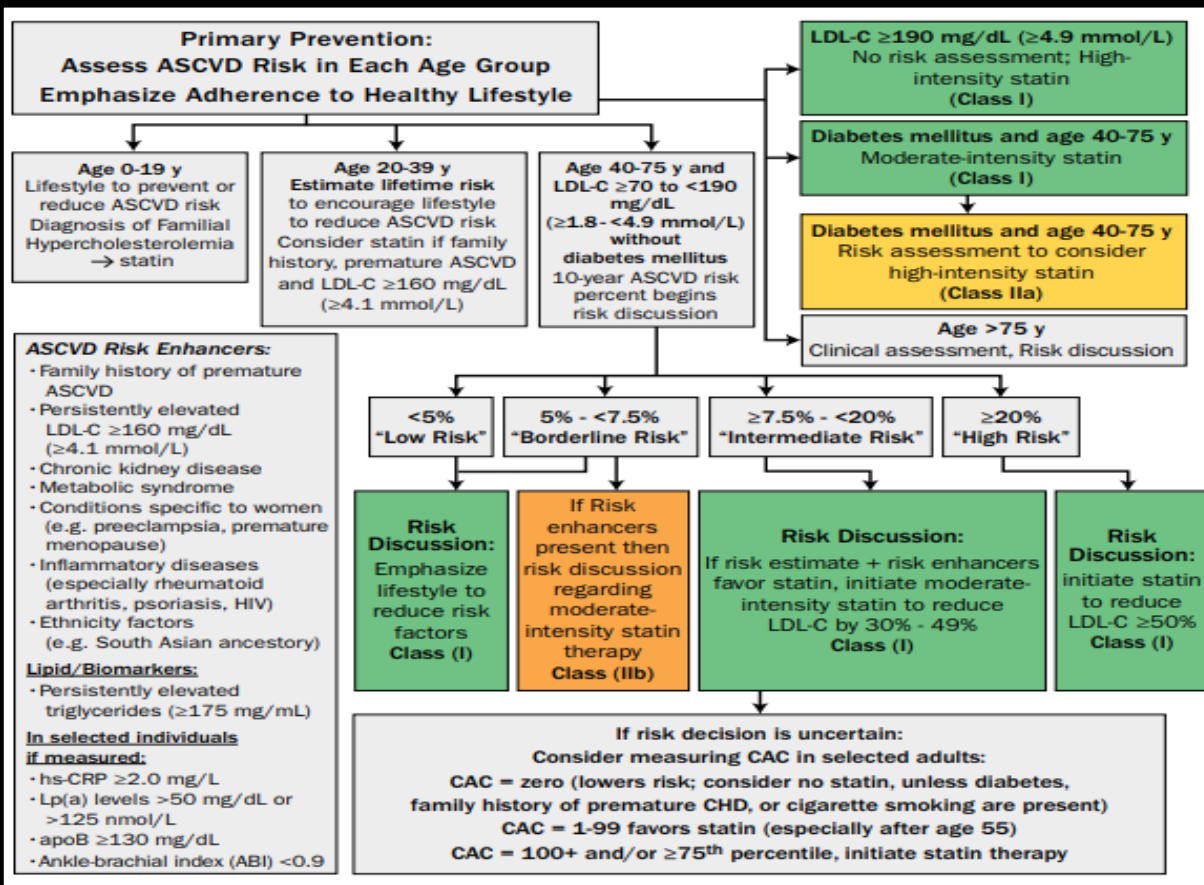 Primary Prevention:
Assess ASCVD Risk in Each Age Group
Emphasize Adherence to Healthy Lifestyle
LDL-C ≥190 mg/dL (≥4.9 mmol/L)
No risk assessment; High-
intensity statin
(Class I)
Diabetes mellitus and age 40-75 y
Moderate-intensity statin
(Class I)
Diabetes mellitus and age 40-75 y
Risk assessment to consider
high-intensity statin
(Class IIa)
Age >75 y
Clinical assessment, Risk discussion
Age 0-19 y
Lifestyle to prevent or
reduce ASCVD risk
Diagnosis of Familial
Hypercholesterolemia
→ statin
Age 20-39 y
Estimate lifetime risk
to encourage lifestyle
to reduce ASCVD risk
Consider statin if family
history, premature ASCVD
and LDL-C ≥160 mg/dL
(≥4.1 mmol/L)
Age 40-75 y and
LDL-C ≥70 to <190
mg/dL
(≥1.8-<4.9 mmol/L)
without
diabetes mellitus
10-year ASCVD risk
percent begins
risk discussion
ASCVD Risk Enhancers:
· Family history of premature
ASCVD
· Persistently elevated
LDL-C ≥160 mg/dL
(≥4.1 mmol/L)
· Chronic kidney disease
· Metabolic syndrome
· Conditions specific to women
(e.g. preeclampsia, premature
menopause)
· Inflammatory diseases
(especially rheumatoid
arthritis, psoriasis, HIV)
· Ethnicity factors
(e.g. South Asian ancestory)
Lipid/Biomarkers:
· Persistently elevated
triglycerides (≥175 mg/mL)
In selected individuals
if measured:
· hs-CRP ≥2.0 mg/L
· Lp(a) levels >50 mg/dL or
>125 nmol/L
· apoB ≥130 mg/dL
· Ankle-brachial index (ABI) <0.9
<5%
"Low Risk"
5% - <7.5%
"Borderline Risk"
≥7.5% - <20%
"Intermediate Risk"
≥20%
"High Risk"
Risk
Discussion:
Emphasize
lifestyle to
reduce risk
factors
Class (I)
If Risk
enhancers
present then
risk discussion
regarding
moderate-
intensity statin
therapy
Class (IIb)
Risk Discussion:
If risk estimate + risk enhancers
favor statin, initiate moderate-
intensity statin to reduce
LDL-C by 30% - 49%
Class (I)
Risk
Discussion:
initiate statin
to reduce
LDL-C ≥50%
Class (I)
If risk decision is uncertain:
Consider measuring CAC in selected adults:
CAC = zero (lowers risk; consider no statin, unless diabetes,
family history of premature CHD, or cigarette smoking are present)
CAC = 1-99 favors statin (especially after age 55)
CAC = 100+ and/or ≥75th percentile, initiate statin therapy